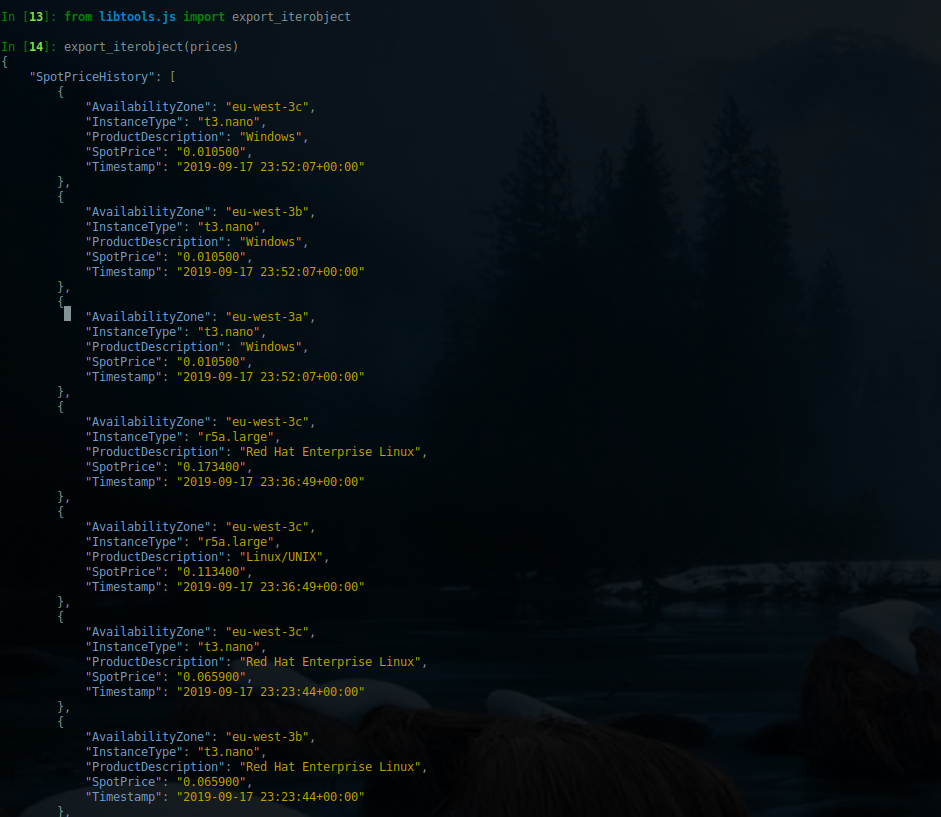 In [13]: from libtools.js import export_iterobject
In [14]: export_iterobject(prices)
{
    "SpotPriceHistory": [
        {
            "AvailabilityZone": "eu-west-3c",
            "InstanceType": "t3.nano",
            "ProductDescription": "Windows",
            "SpotPrice": "0.010500",
            "Timestamp": "2019-09-17 23:52:07+00:00"
        },
        {
            "AvailabilityZone": "eu-west-3b",
            "InstanceType": "t3.nano",
            "ProductDescription": "Windows",
            "SpotPrice": "0.010500",
            "Timestamp": "2019-09-17 23:52:07+00:00"
        },
        {
            "AvailabilityZone": "eu-west-3a",
            "InstanceType": "t3.nano",
            "ProductDescription": "Windows",
            "SpotPrice": "0.010500",
            "Timestamp": "2019-09-17 23:52:07+00:00"
        },
        {
            "AvailabilityZone": "eu-west-3c",
            "InstanceType": "r5a.large",
            "ProductDescription": "Red Hat Enterprise Linux",
            "SpotPrice": "0.173400",
            "Timestamp": "2019-09-17 23:36:49+00:00"
        },
        {
            "AvailabilityZone": "eu-west-3c",
            "InstanceType": "r5a.large",
            "ProductDescription": "Linux/UNIX",
            "SpotPrice": "0.113400",
            "Timestamp": "2019-09-17 23:36:49+00:00"
        },
        {
            "AvailabilityZone": "eu-west-3c",
            "InstanceType": "t3.nano",
            "ProductDescription": "Red Hat Enterprise Linux",
            "SpotPrice": "0.065900",
            "Timestamp": "2019-09-17 23:23:44+00:00"
        },
        {
            "AvailabilityZone": "eu-west-3b",
            "InstanceType": "t3.nano",
            "ProductDescription": "Red Hat Enterprise Linux",
            "SpotPrice": "0.065900",
            "Timestamp": "2019-09-17 23:23:44+00:00"
        },